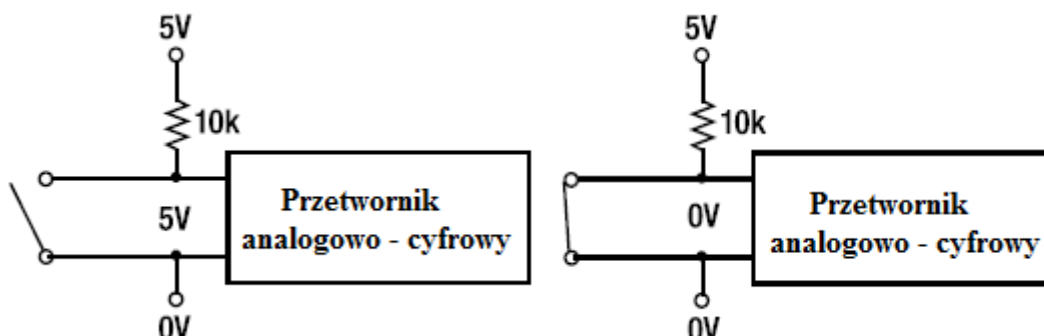 5V
10k
Przetwornik
5V
analogowo - cyfrowy
0V
5V
10k
Przetwornik
0V
analogowo - cyfrowy
0V